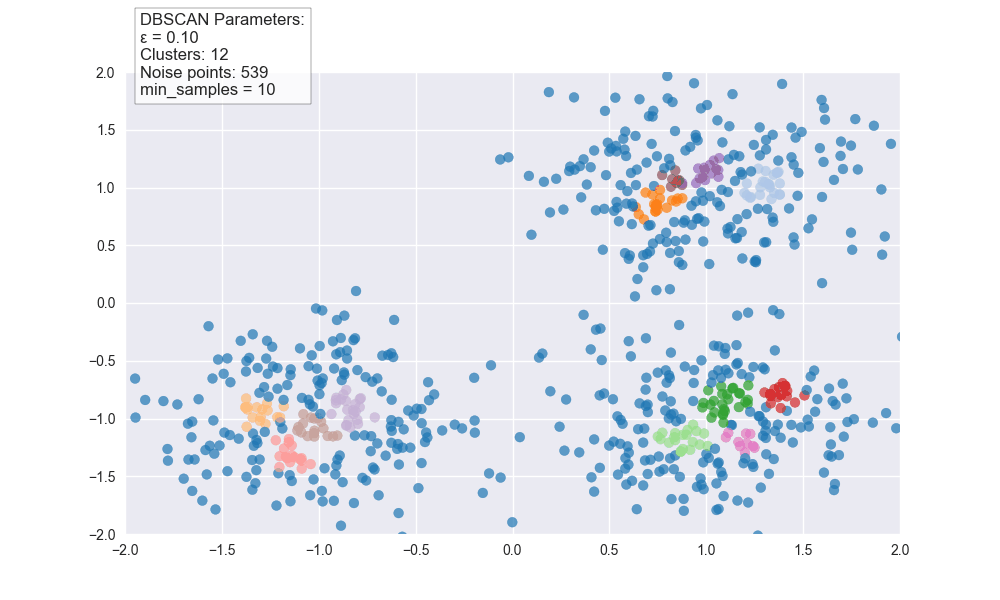 DBSCAN Parameters:
ε = 0.10
Clusters: 12
Noise points: 539
min_samples = 10
2.0
1.5
1.0
0.5
0.0
−0.5
−1.0
−1.5
−2.0
−2.0 −1.5 −1.0 −0.5 0.0 0.5 1.0 1.5 2.0